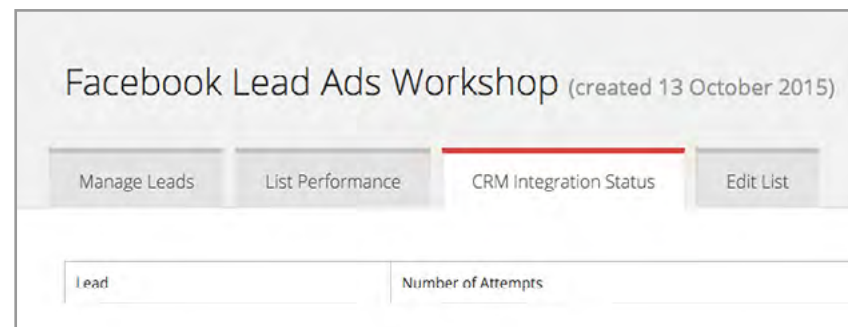 Facebook Lead Ads Workshop (created 13 October 2015)
Manage Leads List Performance CRM Integration Status Edit List
Lead Number of Attempts